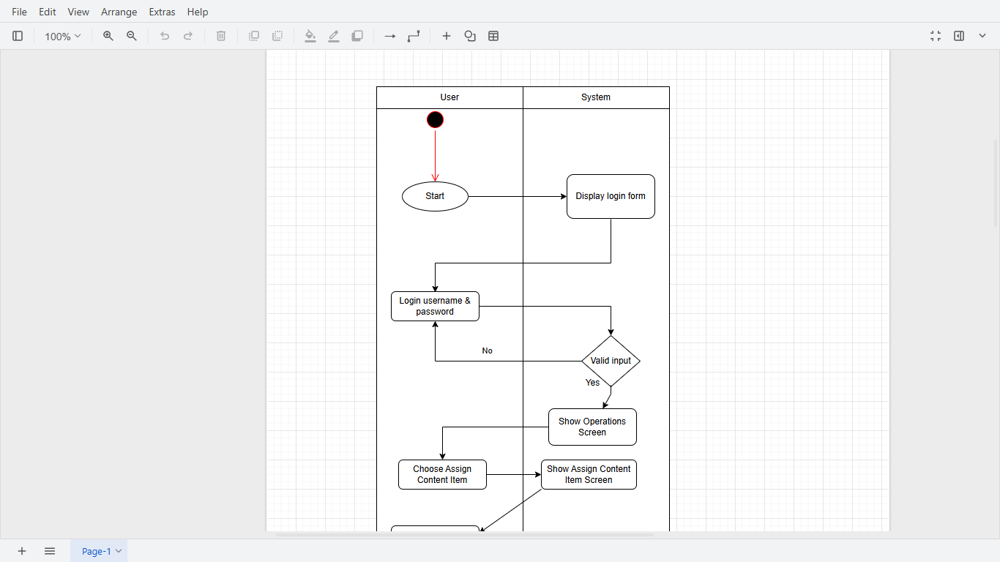 File Edit View Arrange Extras Help
100%
User System
Start
Display login form
Login username &
password
No
Valid input
Yes
Show Operations
Screen
Choose Assign
Content Item
Show Assign Content
Item Screen
Page-1